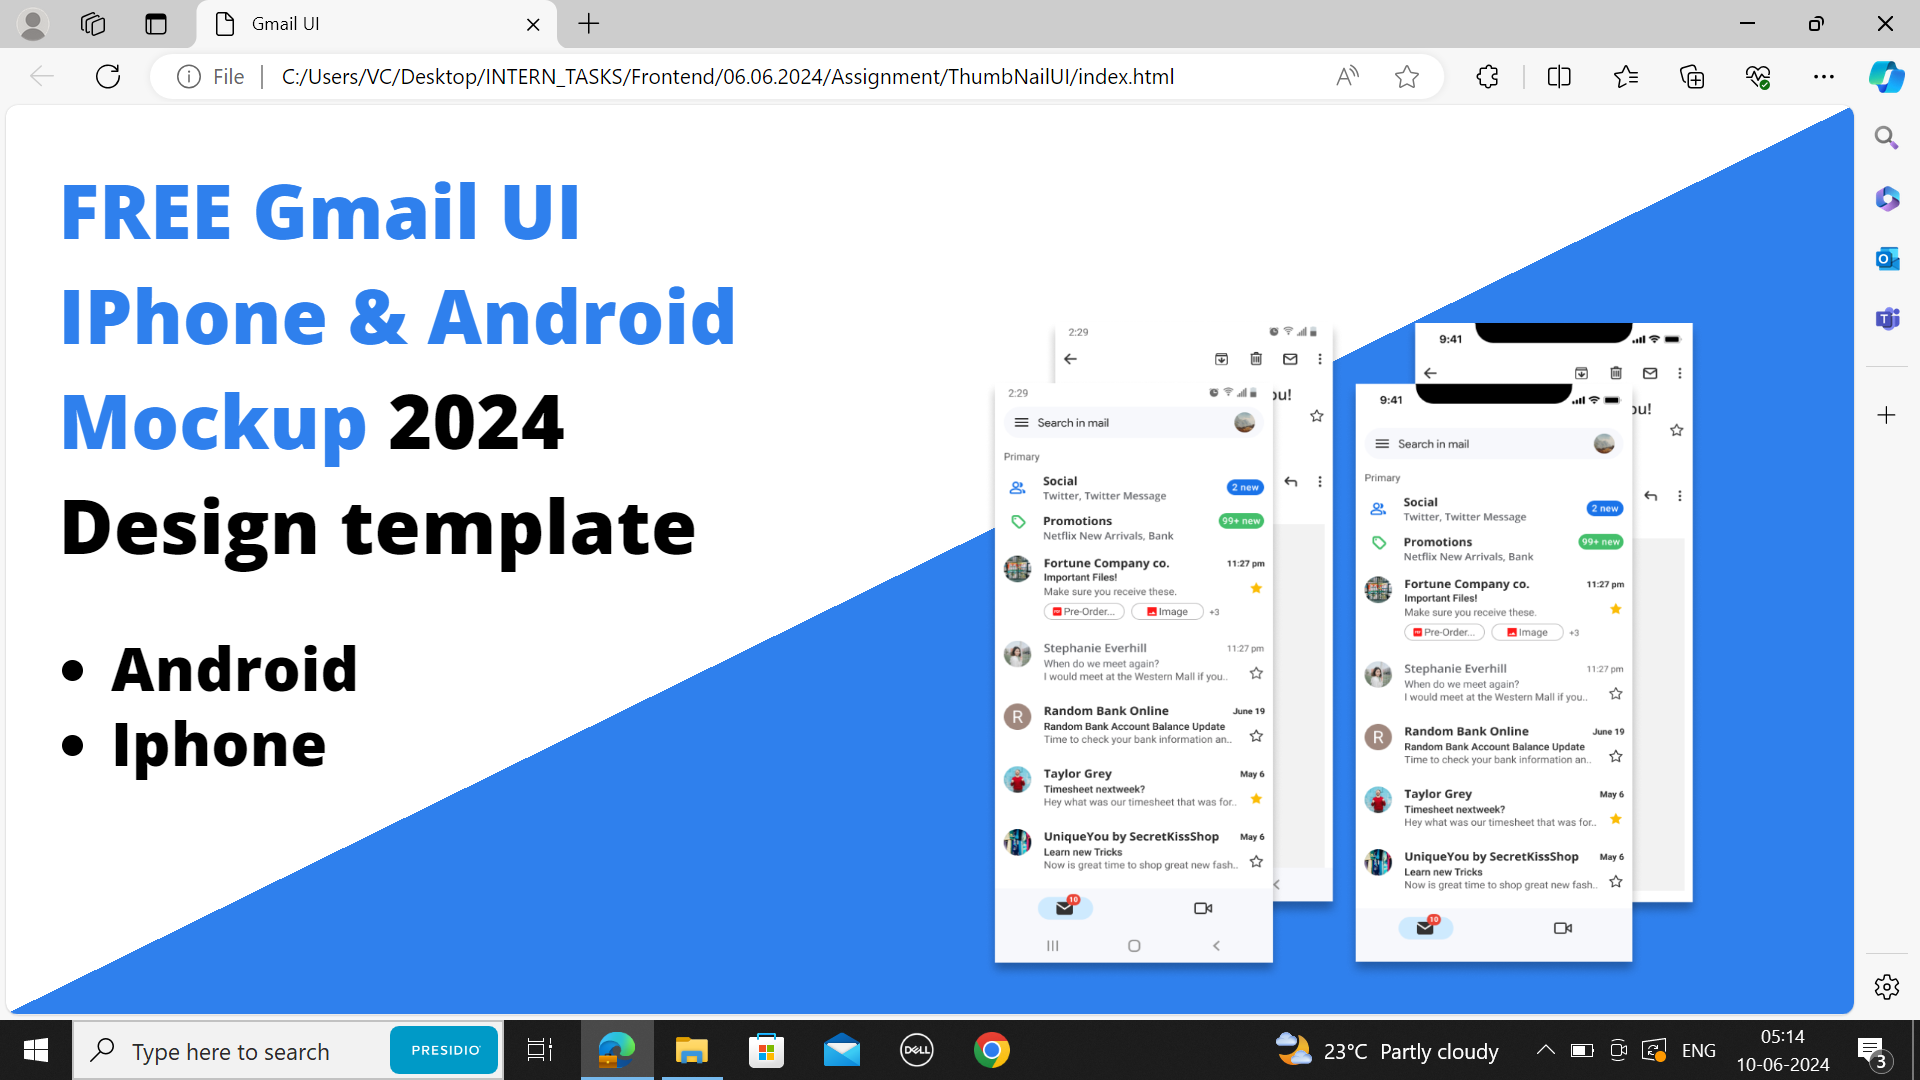 Gmail UI
File
C:/Users/VC/Desktop/INTERN_TASKS/Frontend/06.06.2024/Assignment/ThumbNailUI/index.html
FREE Gmail UI
IPhone & Android
Mockup 2024
Design template
• Android
• Iphone
2:29
ou!
2:29
Search in mail
Primary
Social
2 new
Twitter, Twitter Message
Promotions
99+ new
Netflix New Arrivals, Bank
Fortune Company co.
11:27 pm
Important Files!
Make sure you receive these.
Pre-Order...
Image
+3
Stephanie Everhill
11:27 pm
When do we meet again?
I would meet at the Western Mall if you..
R
Random Bank Online
June 19
Random Bank Account Balance Update
Time to check your bank information an..
Taylor Grey
May 6
Timesheet nextweek?
Hey what was our timesheet that was for..
UniqueYou by SecretKissShop
May 6
Learn new Tricks
Now is great time to shop great new fash..
10
9:41
ou!
9:41
Search in mail
Primary
Social
2 new
Twitter, Twitter Message
Promotions
99+ new
Netflix New Arrivals, Bank
Fortune Company co.
11:27 pm
Important Files!
Make sure you receive these.
Pre-Order...
Image
+3
Stephanie Everhill
11:27 pm
When do we meet again?
I would meet at the Western Mall if you..
R
Random Bank Online
June 19
Random Bank Account Balance Update
Time to check your bank information an..
Taylor Grey
May 6
Timesheet nextweek?
Hey what was our timesheet that was for..
UniqueYou by SecretKissShop
May 6
Learn new Tricks
Now is great time to shop great new fash..
10
Type here to search
PRESIDIO
DELL
23°C Partly cloudy
ENG
05:14
10-06-2024
3